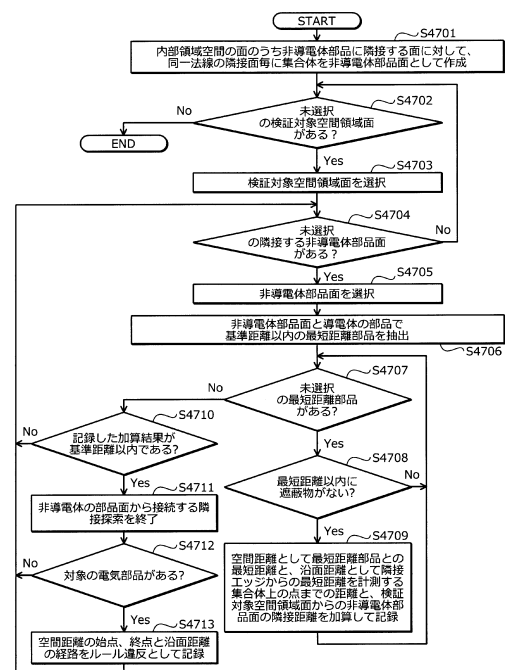 START
S4701
内部領域空間の面のうち非導電体部品に隣接する面に対して、
同一法線の隣接面毎に集合体を非導電体部品面として作成
S4702
未選択
の検証対象空間領域面
がある？
No
END
Yes
S4703
検証対象空間領域面を選択
S4704
未選択
の隣接する非導電体部品面
がある？
No
Yes
S4705
非導電体部品面を選択
非導電体部品面と導電体の部品で
基準距離以内の最短距離部品を抽出
S4706
S4707
未選択
の最短距離部品
がある?
No
Yes
S4710
記録した加算結果が
基準距離以内である?
Yes
S4708
最短距離以内に
遮蔽物がない?
No
Yes
S4711
非導電体の部品面から接続する隣
接探索を終了
S4709
空間距離として最短距離部品との
最短距離と、沿面距離として隣接
エッジからの最短距離を計測する
集合体上の点までの距離と、検証
対象空間領域面からの非導電体部
品面の隣接距離を加算して記録
No
S4712
対象の電気部品がある?
Yes
S4713
空間距離の始点、終点と沿面距離
の経路をルール違反として記録